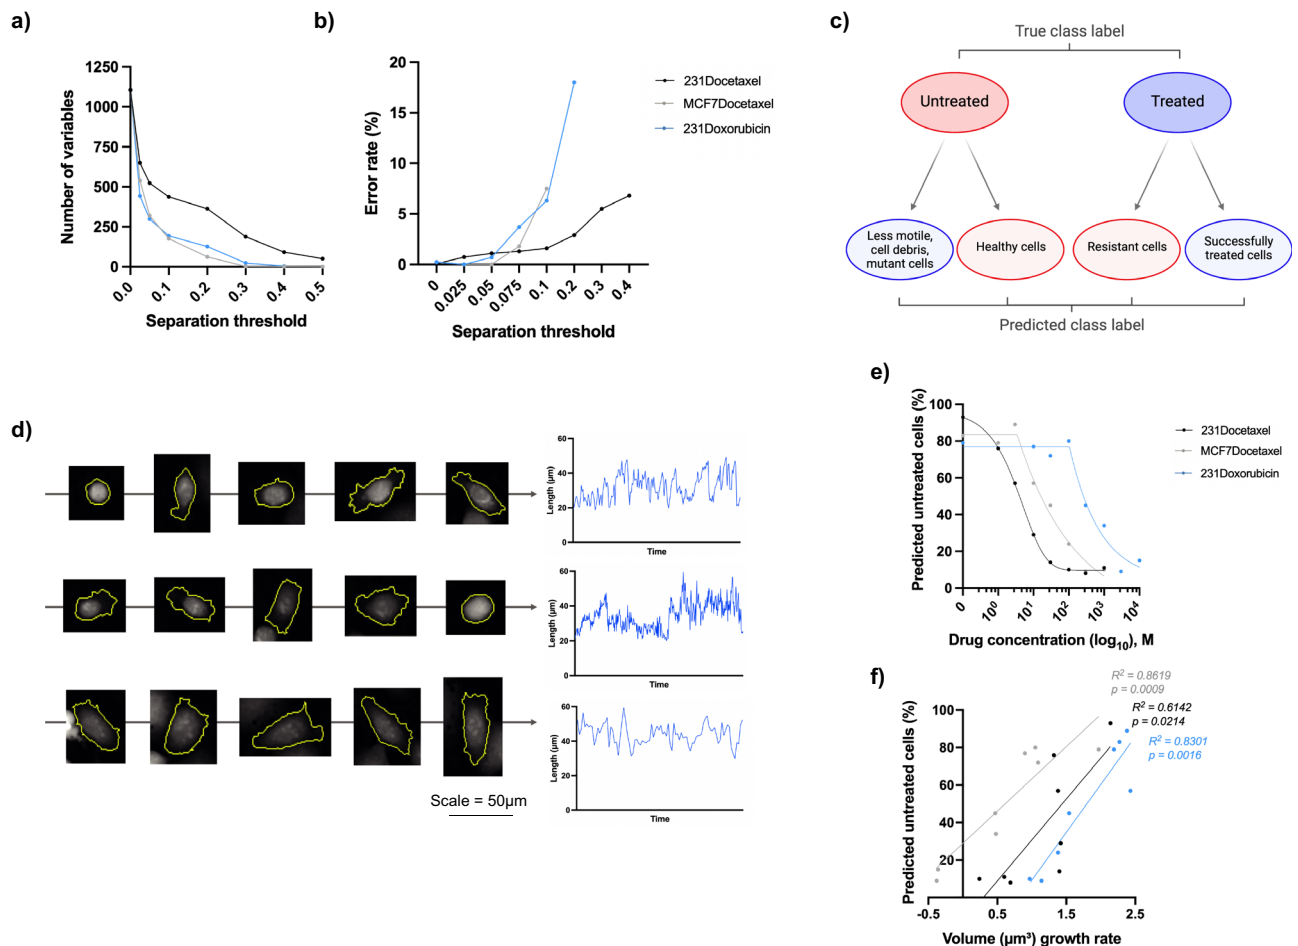 a)
1250
1000
750
500
250
0
Number of variables
0.0
0.1
0.2
0.3
0.4
0.5
Separation threshold
b)
20
15
10
5
0
Error rate (%)
0
0.025
0.05
0.075
0.1
0.2
0.3
0.4
Separation threshold
231Docetaxel
MCF7Docetaxel
231Doxorubicin
c)
True class label
Untreated
Treated
Less motile,
cell debris,
mutant cells
Healthy cells
Resistant cells
Successfully
treated cells
Predicted class label
d)
60
40
20
0
Length (µm)
Time
60
40
20
0
Length (µm)
Time
60
40
20
0
Length (µm)
Time
Scale = 50µm
e)
100
80
60
40
20
0
Predicted untreated cells (%)
0
10⁰
10¹
10²
10³
10⁴
Drug concentration (log₁₀), M
231Docetaxel
MCF7Docetaxel
231Doxorubicin
f)
R² = 0.8619
p = 0.0009
R² = 0.6142
p = 0.0214
R² = 0.8301
p = 0.0016
100
80
60
40
20
Predicted untreated cells (%)
-0.5
0.5
1.5
2.5
Volume (µm³) growth rate